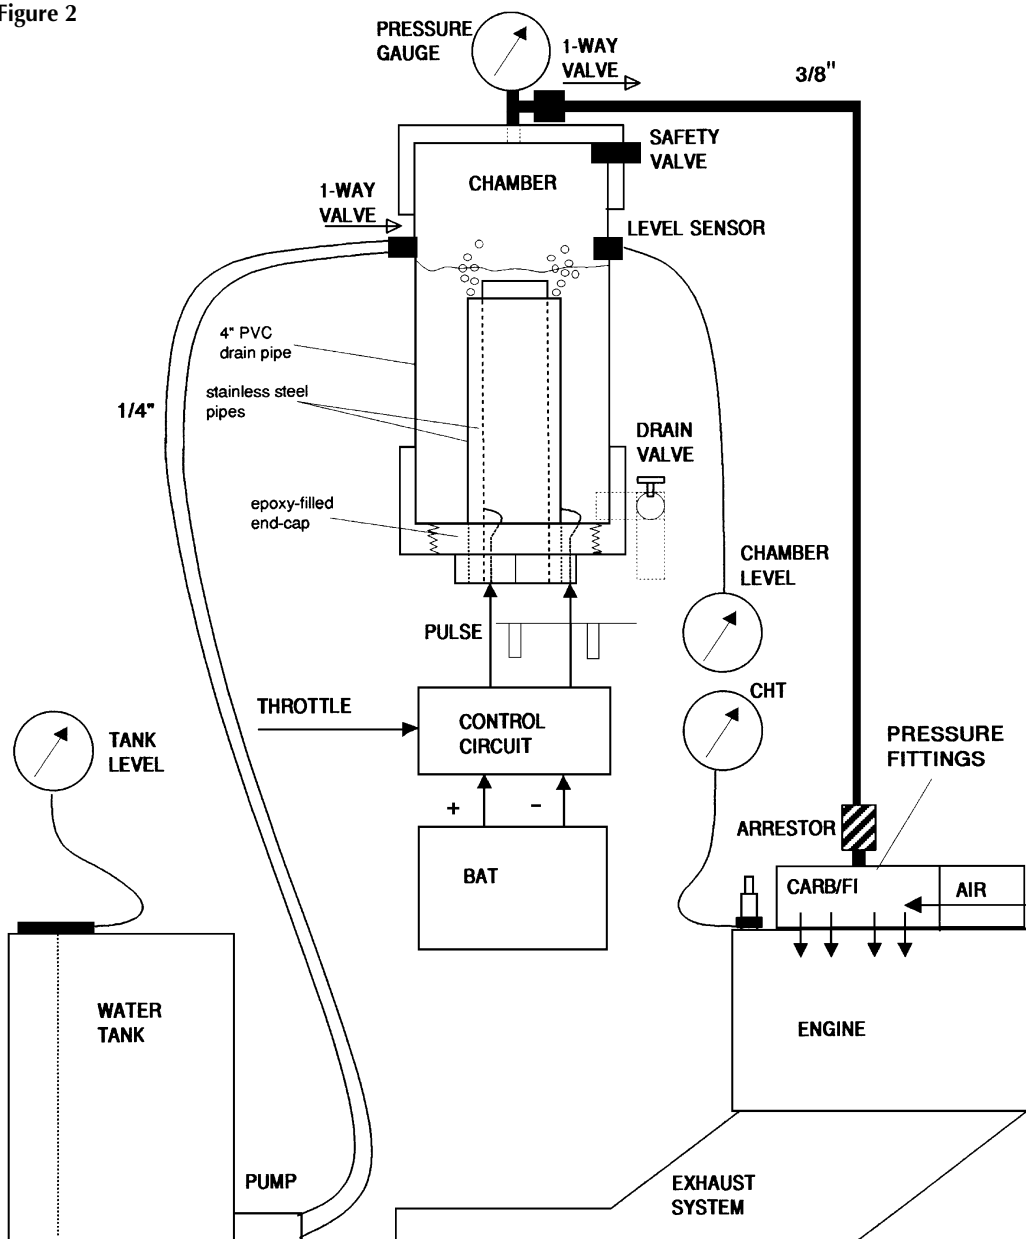 Figure 2
PRESSURE
GAUGE
1-WAY
VALVE
3/8"
SAFETY
VALVE
CHAMBER
1-WAY
VALVE
LEVEL SENSOR
4" PVC
drain pipe
stainless steel
pipes
1/4"
DRAIN
VALVE
epoxy-filled
end-cap
CHAMBER
LEVEL
PULSE
CHT
THROTTLE
CONTROL
CIRCUIT
TANK
LEVEL
PRESSURE
FITTINGS
+ -
ARRESTOR
BAT
CARB/FI
AIR
WATER
TANK
ENGINE
PUMP
EXHAUST
SYSTEM